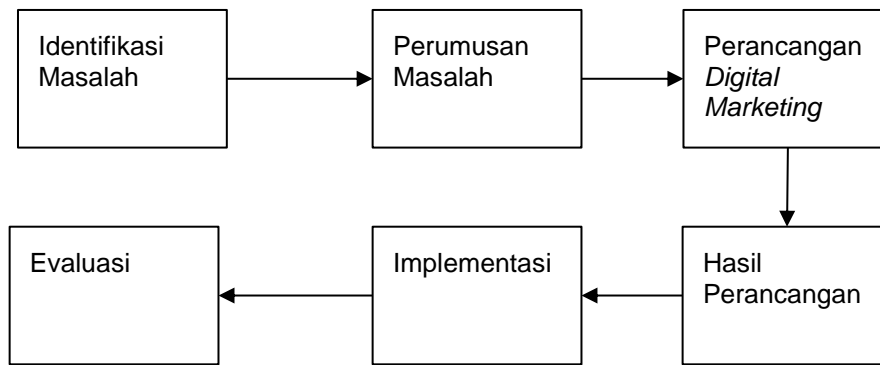 Identifikasi
Masalah
Perumusan
Masalah
Perancangan
Digital
Marketing
Hasil
Perancangan
Implementasi
Evaluasi